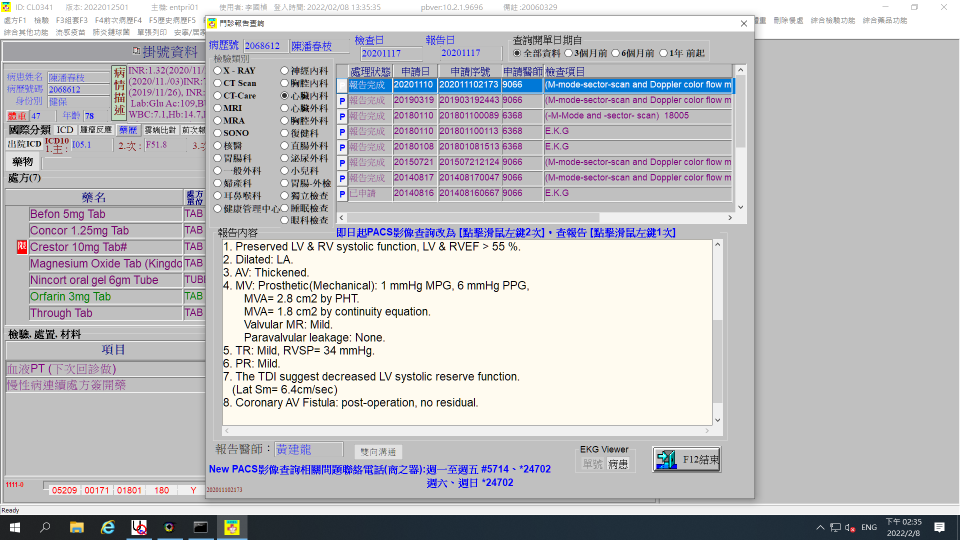 ID: CL0341 版本: 2022012501 主機: entpri01 使用者: 李國楨 登入時間: 2022/02/08 13:35:35 pbver:10.2.1.9696 備註: 20060329
處方F1 檢驗 F3組套F3 F4前次病歷F4 F5歷史病歷F5
刪除餐處 綜合檢驗功能 綜合藥品功能
綜合其他功能 流感疫苗 篩炎鏈球菌 單張列印
掛號資料
病患姓名 陳潘春枝
病歷號碼 2068612
身份別 健保
體重 47 年齡 78
病情描述
INR:1.32(2020/11/
(2020/11/03)INR:
(2019/11/26), INR
Lab:Glu Ac:109,B
WBC:7.1,Hb:14.7,
國際分類 ICD 腫瘤反應 藥歷 雲端比對 前次
出院ICD ICD10 1.主: I05.1 2.次: F51.8 3.
藥物
處方(7)
藥名 處方單位
Befon 5mg Tab TAB
Concor 1.25mg Tab TAB
限 Crestor 10mg Tab# TAB
Magnesium Oxide Tab (Kingdo TAB
Nincort oral gel 6gm Tube TUB
Orfarin 3mg Tab TAB
Through Tab TAB
檢驗, 處置, 材料
項目
血液PT (下次回診做)
慢性病連續處方簽開藥
1111-0 05209 00171 01801 180 Y
Ready
門診報告查詢
病歷號 2068612 陳潘春枝
檢查日 20201117
報告日 20201117
查詢開單日期自
全部資料 3個月前 6個月前 1年 前起
檢驗類別
X - RAY 神經內科
CT Scan 胸腔內科
CT-Care 心臟內科
MRI 心臟外科
MRA 胸腔外科
SONO 復健科
核醫 直腸外科
胃腸科 泌尿外科
一般外科 小兒科
婦產科 胃腸-外檢
耳鼻喉科 獨立檢查
健康管理中心 睡眠檢查
眼科檢查
處理狀態 申請日 申請序號 申請醫師 檢查項目
報告完成 20201110 202011102173 9066 (M-mode-sector-scan and Doppler color flow m
P 報告完成 20190319 201903192443 9066 (M-mode-sector-scan and Doppler color flow m
P 報告完成 20180110 201801100089 6368 (-M-Mode and -sector- scan) 18005
P 報告完成 20180110 201801100113 6368 E.K.G
P 報告完成 20180108 201801081513 6368 E.K.G
P 報告完成 20150721 201507212124 9066 (M-mode-sector-scan and Doppler color flow m
P 報告完成 20140817 201408170047 9066 (M-mode-sector-scan and Doppler color flow m
P 已申請 20140816 201408160667 9066 E.K.G
報告內容 即日起PACS影像查詢改為 [點擊滑鼠左鍵2次]。查報告 [點擊滑鼠左鍵1次]
1. Preserved LV & RV systolic function, LV & RVEF > 55 %.
2. Dilated: LA.
3. AV: Thickened.
4. MV: Prosthetic(Mechanical): 1 mmHg MPG, 6 mmHg PPG,
MVA= 2.8 cm2 by PHT.
MVA= 1.8 cm2 by continuity equation.
Valvular MR: Mild.
Paravalvular leakage: None.
5. TR: Mild, RVSP= 34 mmHg.
6. PR: Mild.
7. The TDI suggest decreased LV systolic reserve function.
(Lat Sm= 6.4cm/sec)
8. Coronary AV Fistula: post-operation, no residual.
報告醫師： 黃建龍 雙向溝通
EKG Viewer
單號 病患
F12結束
New PACS影像查詢相關問題聯絡電話(商之器):週一至週五 #5714、*24702
週六、週日 *24702
202011102173
ENG
下午 02:35
2022/2/8